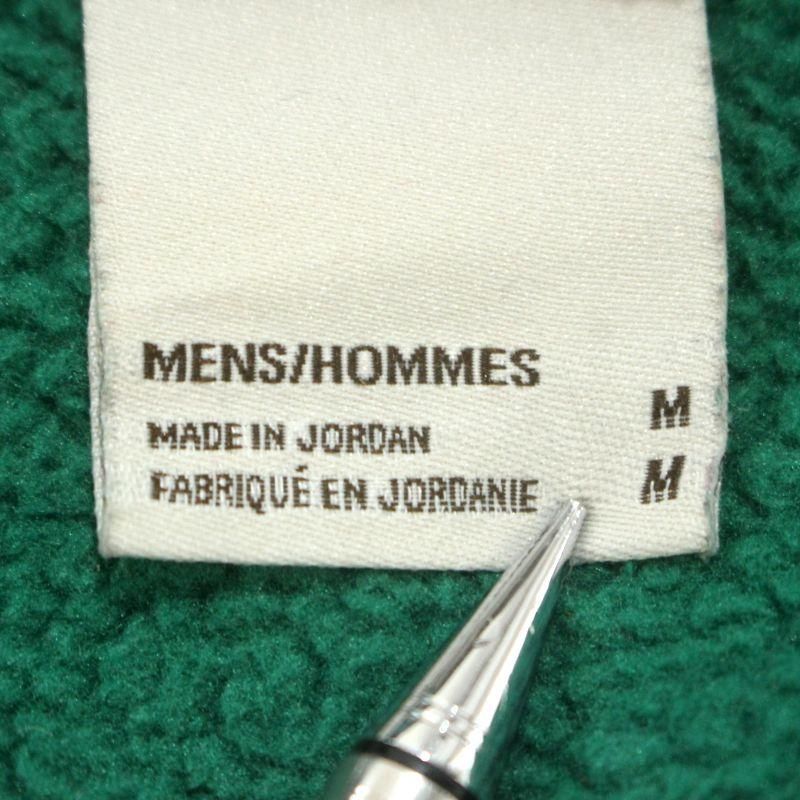 MENS/HOMMES
M
MADE IN JORDAN
FABRIQUÉ EN JORDANIE
M